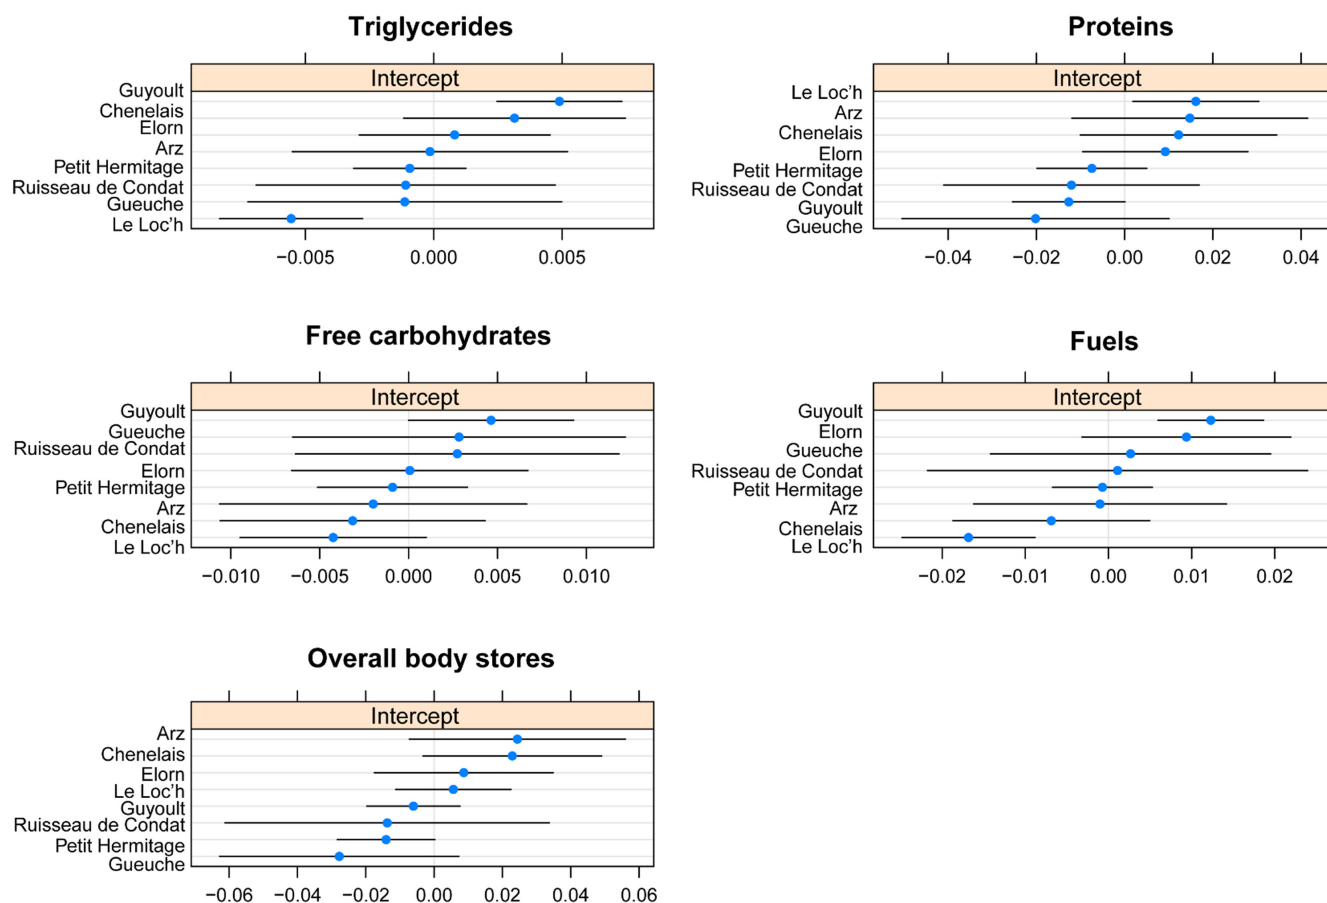 Triglycerides
Intercept
Guyoult
Chenelais
Elorn
Arz
Petit Hermitage
Ruisseau de Condat
Gueuche
Le Loc’h
−0.005 0.000 0.005
Proteins
Intercept
Le Loc’h
Arz
Chenelais
Elorn
Petit Hermitage
Ruisseau de Condat
Guyoult
Gueuche
−0.04 −0.02 0.00 0.02 0.04
Free carbohydrates
Intercept
Guyoult
Gueuche
Ruisseau de Condat
Elorn
Petit Hermitage
Arz
Chenelais
Le Loc’h
−0.010 −0.005 0.000 0.005 0.010
Fuels
Intercept
Guyoult
Elorn
Gueuche
Ruisseau de Condat
Petit Hermitage
Arz
Chenelais
Le Loc’h
−0.02 −0.01 0.00 0.01 0.02
Overall body stores
Intercept
Arz
Chenelais
Elorn
Le Loc’h
Guyoult
Ruisseau de Condat
Petit Hermitage
Gueuche
−0.06 −0.04 −0.02 0.00 0.02 0.04 0.06